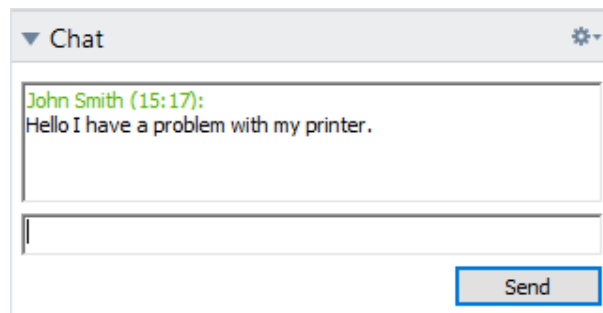 Chat
John Smith (15:17):
Hello I have a problem with my printer.
Send